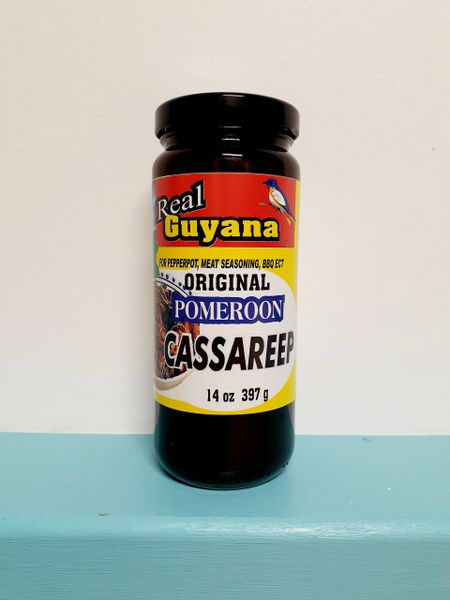 Real
Guyana
FOR PEPPERPOT, MEAT SEASONING, BBQ ECT
ORIGINAL
POMEROON
CASSAREEP
14 oz 397 g